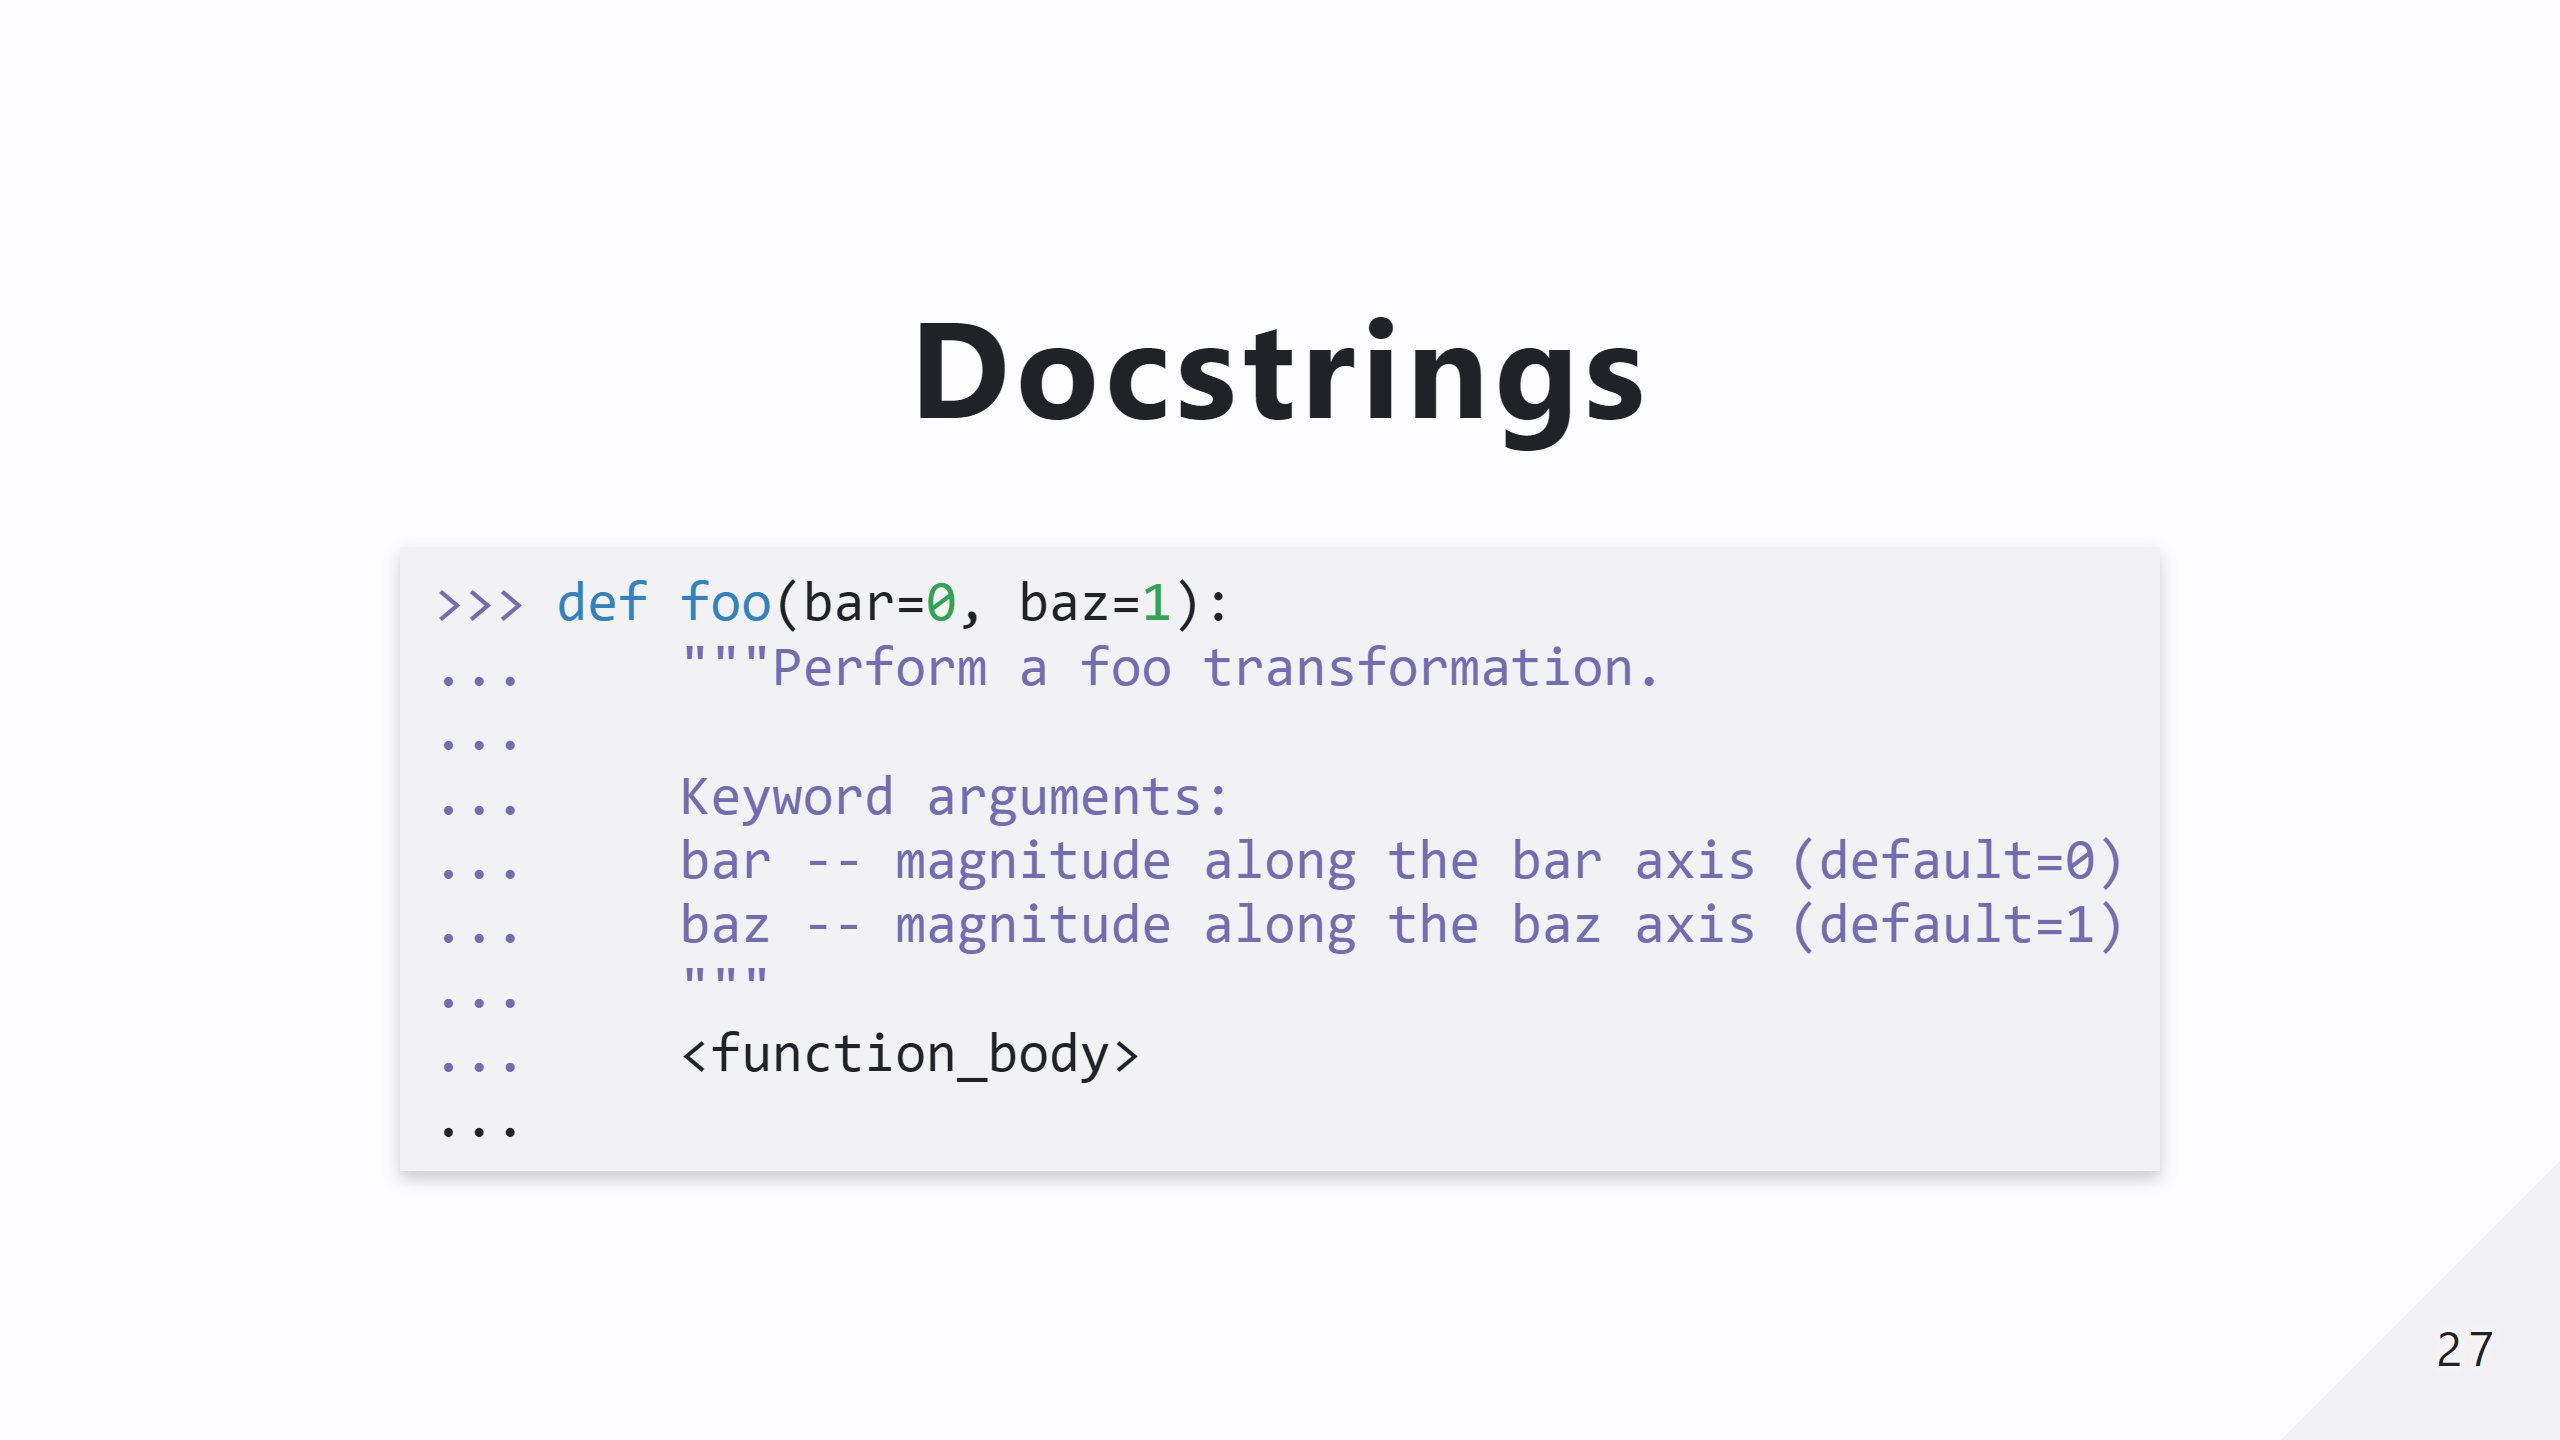 Docstrings
>>> def foo(bar=0, baz=1):
...     """Perform a foo transformation.
...
...     Keyword arguments:
...     bar -- magnitude along the bar axis (default=0)
...     baz -- magnitude along the baz axis (default=1)
...     """
...     <function_body>
...
27